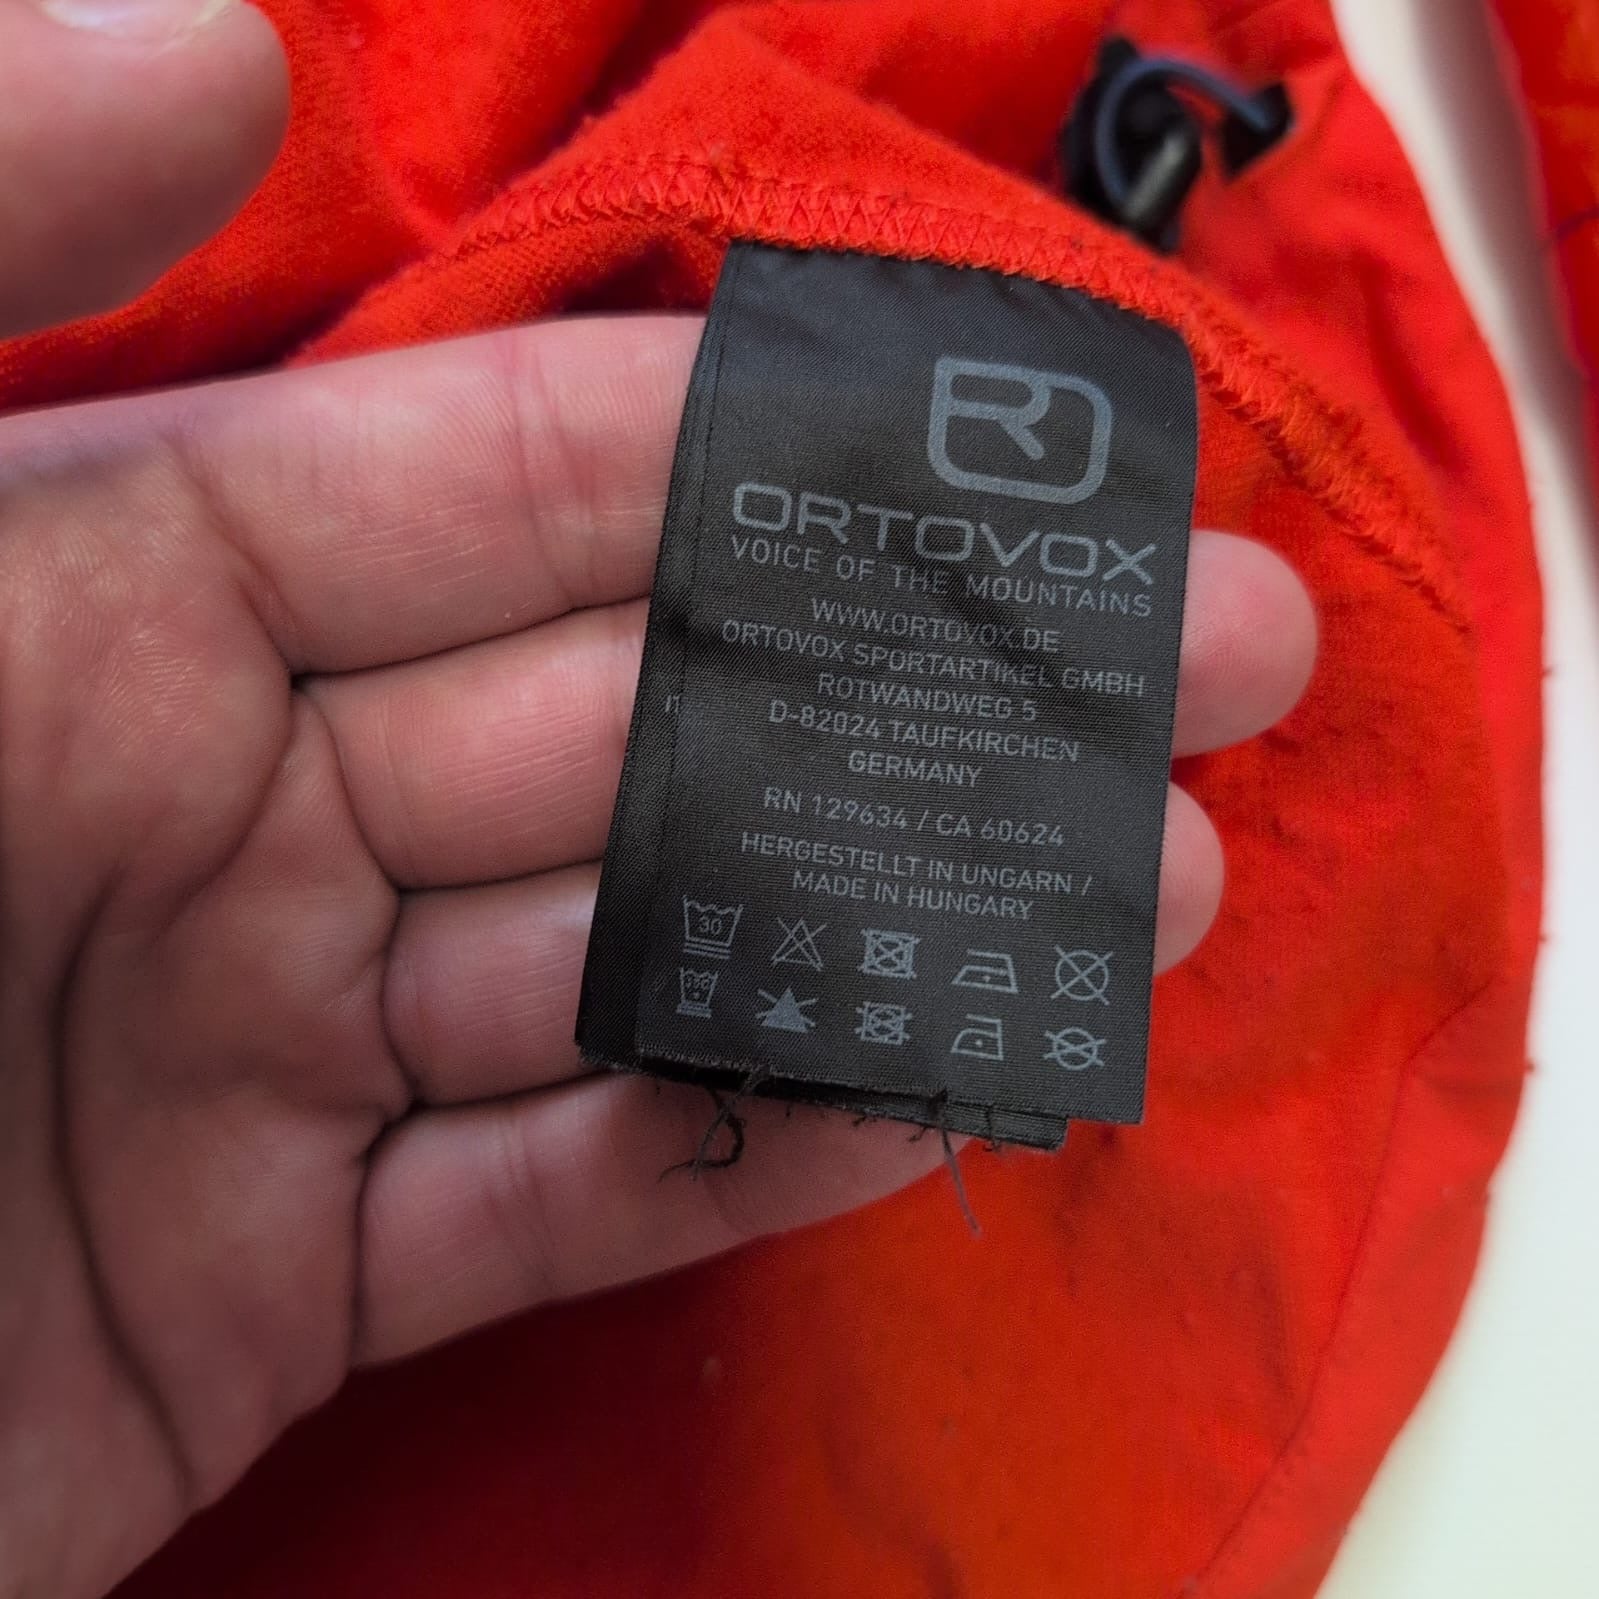 ORTOVOX
VOICE OF THE MOUNTAINS
WWW.ORTOVOX.DE
ORTOVOX SPORTARTIKEL GMBH
ROTWANDWEG 5
D-82024 TAUFKIRCHEN
GERMANY
RN 129634 / CA 60624
HERGESTELLT IN UNGARN /
MADE IN HUNGARY
30